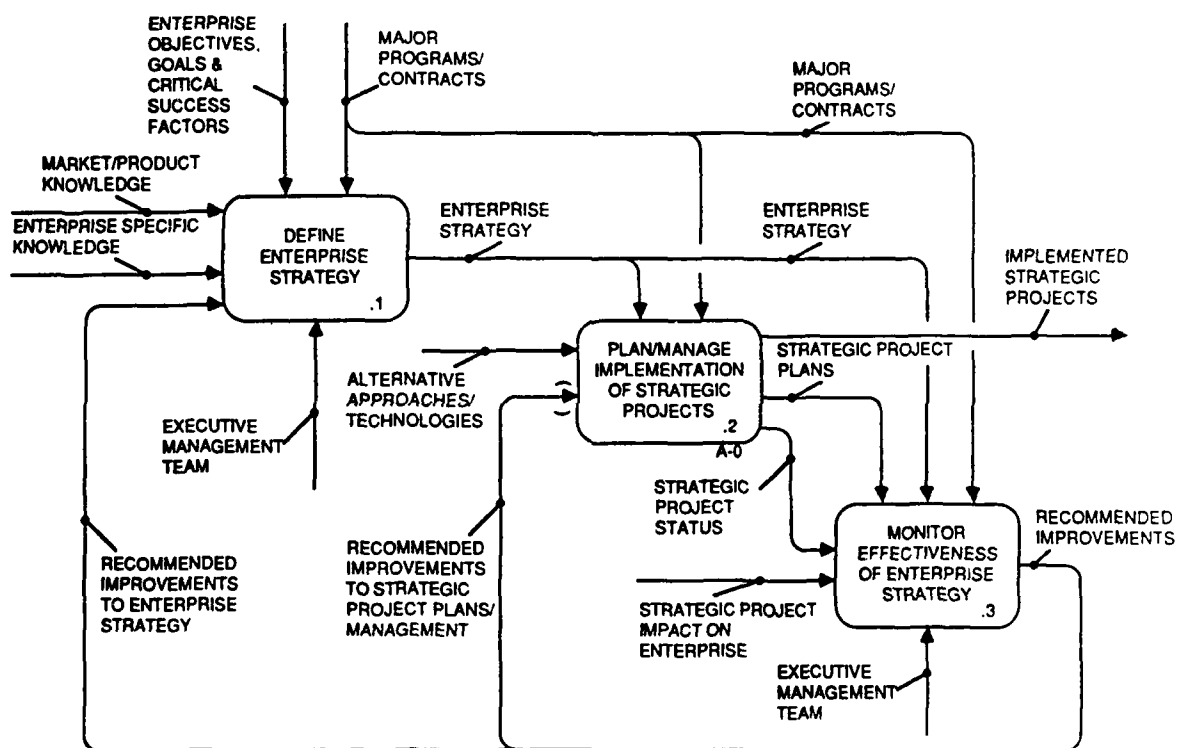 ENTERPRISE
OBJECTIVES,
GOALS &
CRITICAL
SUCCESS
FACTORS
MAJOR
PROGRAMS/
CONTRACTS
MAJOR
PROGRAMS/
CONTRACTS
MARKET/PRODUCT
KNOWLEDGE
ENTERPRISE SPECIFIC
KNOWLEDGE
DEFINE
ENTERPRISE
STRATEGY
.1
ENTERPRISE
STRATEGY
ENTERPRISE
STRATEGY
IMPLEMENTED
STRATEGIC
PROJECTS
ALTERNATIVE
APPROACHES/
TECHNOLOGIES
PLAN/MANAGE
IMPLEMENTATION
OF STRATEGIC
PROJECTS
.2
A-0
STRATEGIC PROJECT
PLANS
EXECUTIVE
MANAGEMENT
TEAM
STRATEGIC
PROJECT
STATUS
RECOMMENDED
IMPROVEMENTS
TO ENTERPRISE
STRATEGY
RECOMMENDED
IMPROVEMENTS
TO STRATEGIC
PROJECT PLANS/
MANAGEMENT
MONITOR
EFFECTIVENESS
OF ENTERPRISE
STRATEGY
.3
RECOMMENDED
IMPROVEMENTS
STRATEGIC PROJECT
IMPACT ON
ENTERPRISE
EXECUTIVE
MANAGEMENT
TEAM